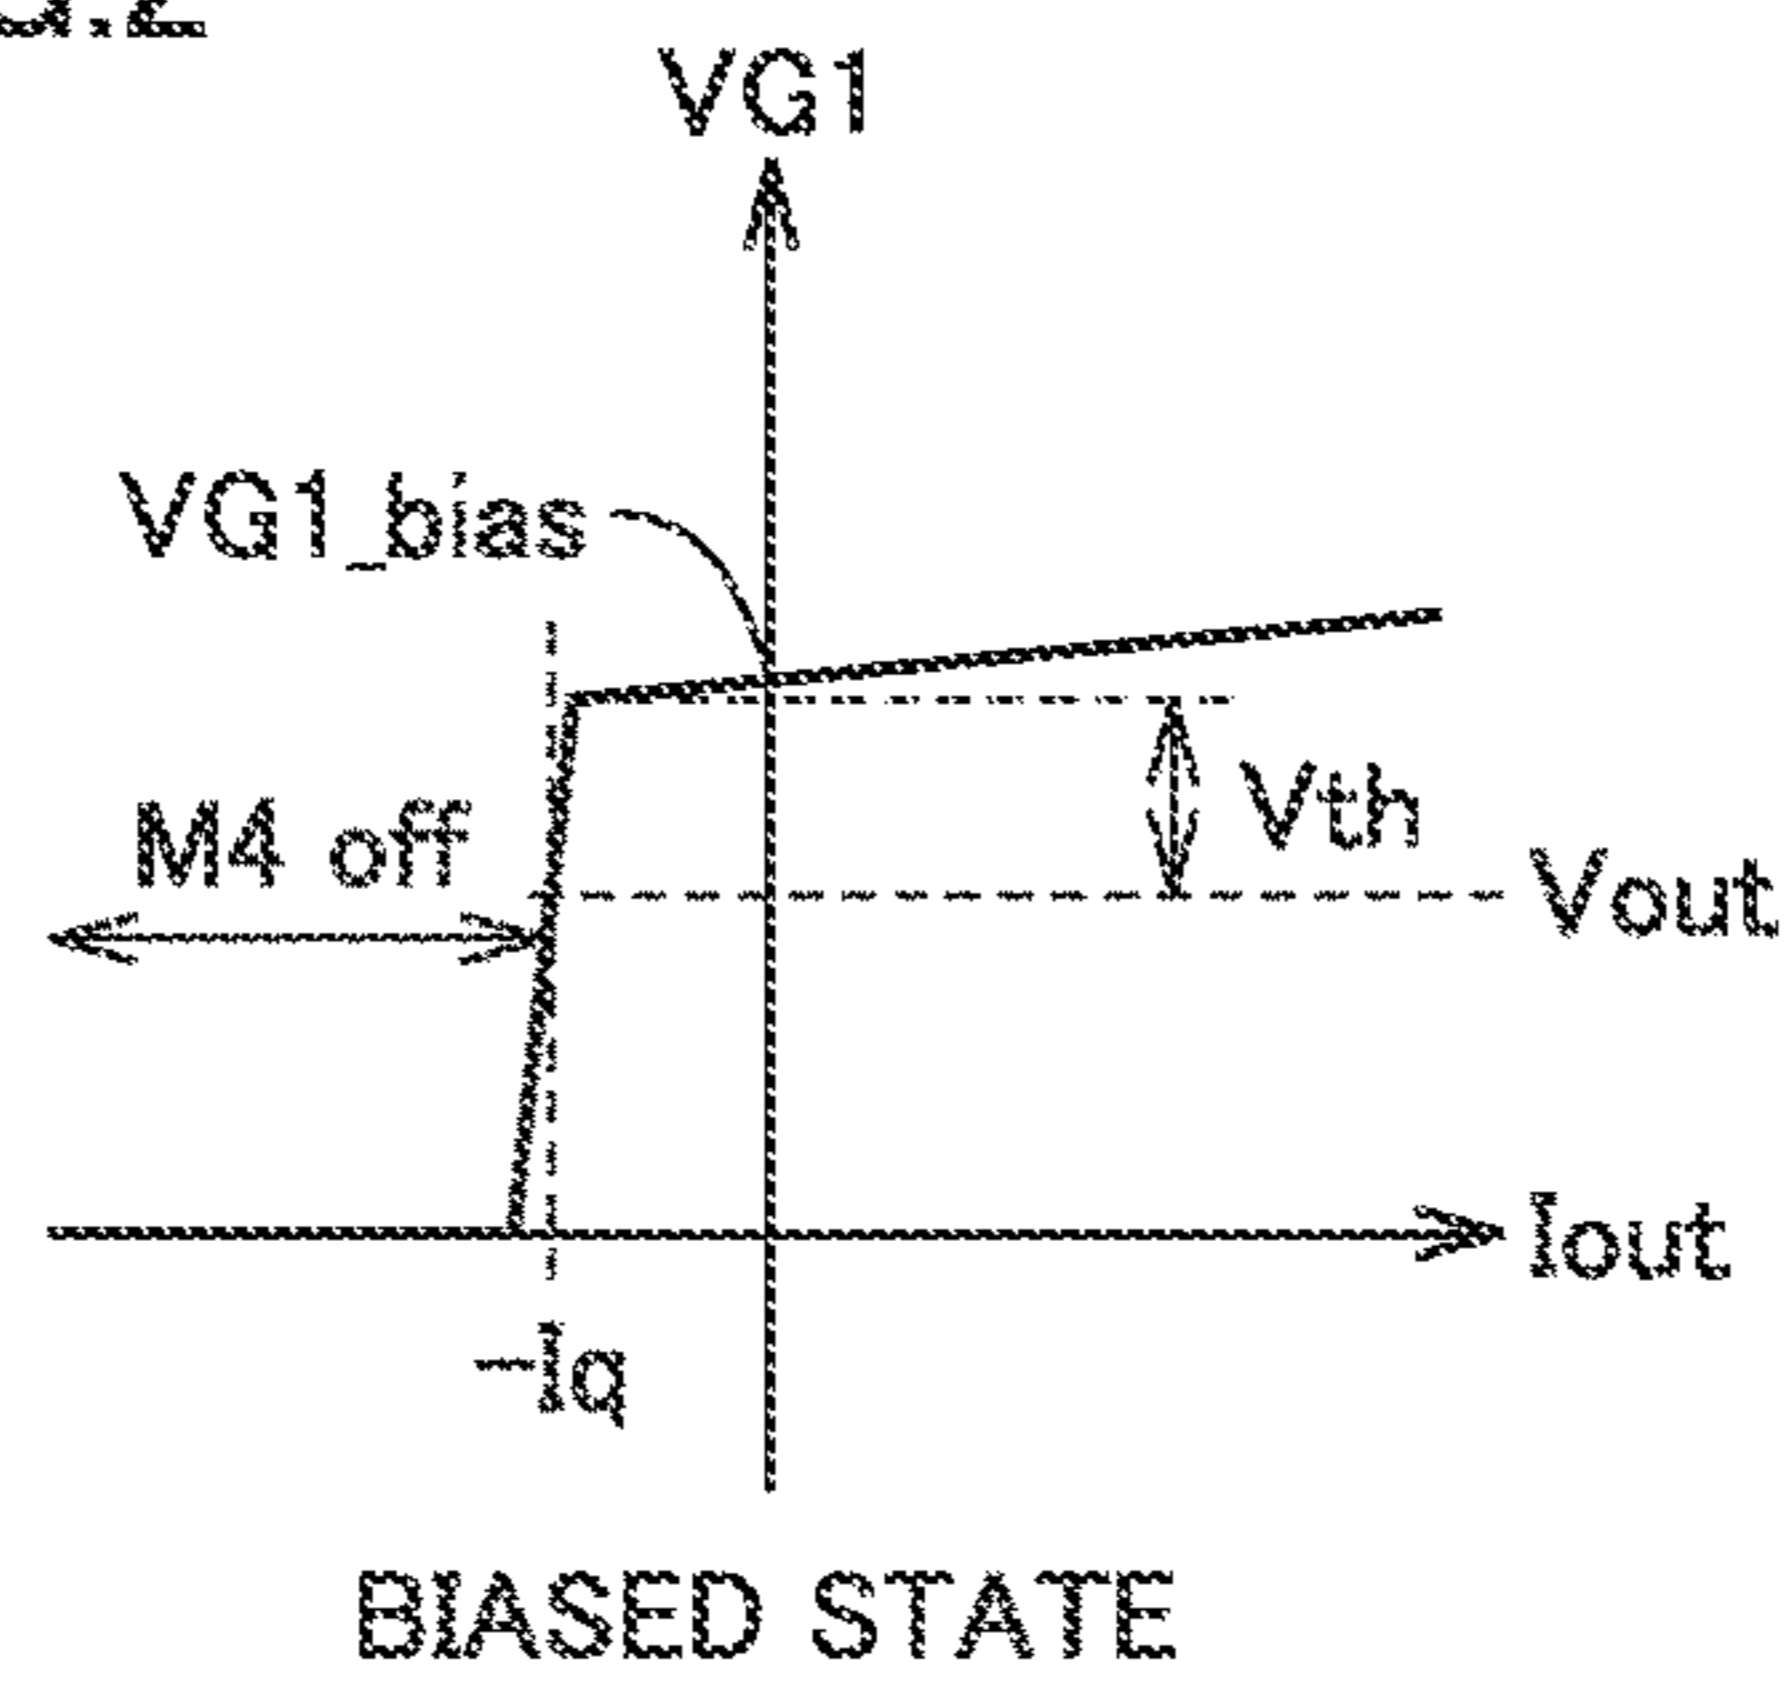 VG1
VG1_bias
M4 off
Vth
Vout
Iout
-Iq
BIASED STATE